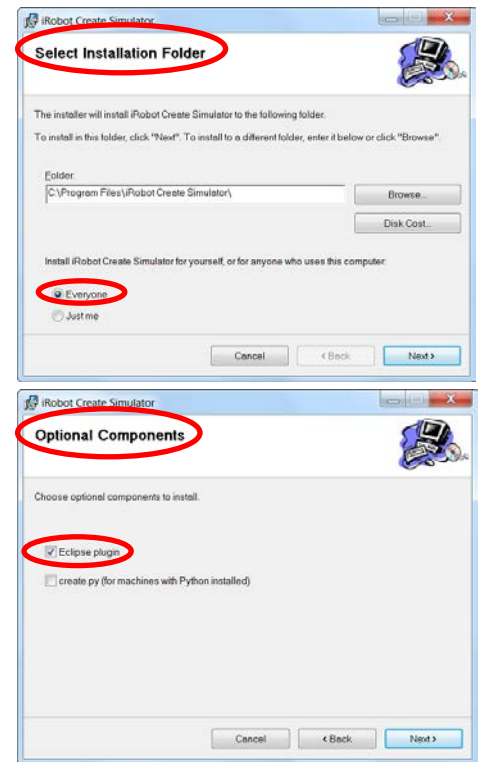 iRobot Create Simulator
Select Installation Folder
The installer will install iRobot Create Simulator to the following folder.
To install in this folder, click "Next". To install to a different folder, enter it below or click "Browse".
Folder:
C:\Program Files\iRobot Create Simulator\
Browse...
Disk Cost...
Install iRobot Create Simulator for yourself, or for anyone who uses this computer:
Everyone
Just me
Cancel
< Back
Next >
iRobot Create Simulator
Optional Components
Choose optional components to install.
Eclipse plugin
create.py (for machines with Python installed)
Cancel
< Back
Next >